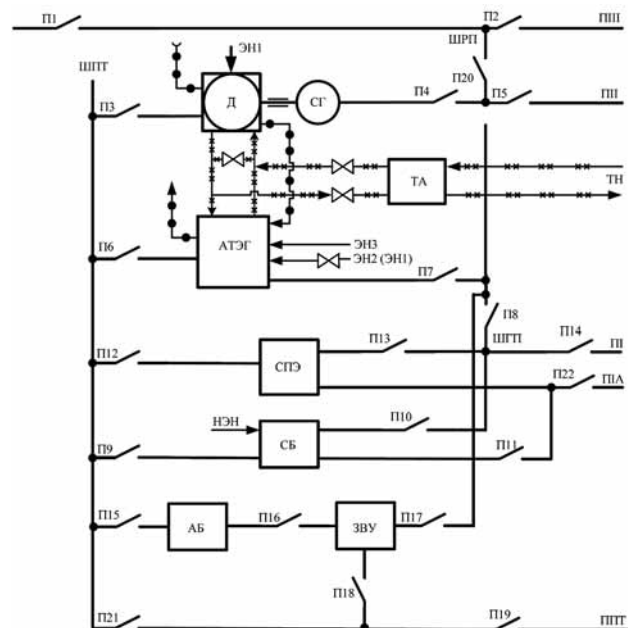 П1
П2
ПIII
ЭН1
ШРП
ШПТ
П20
П3
Д
СГ
П4
П5
ПII
ТА
ТН
АТЭГ
П6
ЭН3
ЭН2 (ЭН1)
П7
П8
П12
П13
ШГП
П14
ПI
СПЭ
П22
ПIА
НЭН
П10
П9
СБ
П11
П15
АБ
П16
ЗВУ
П17
П18
П21
П19
ППТ